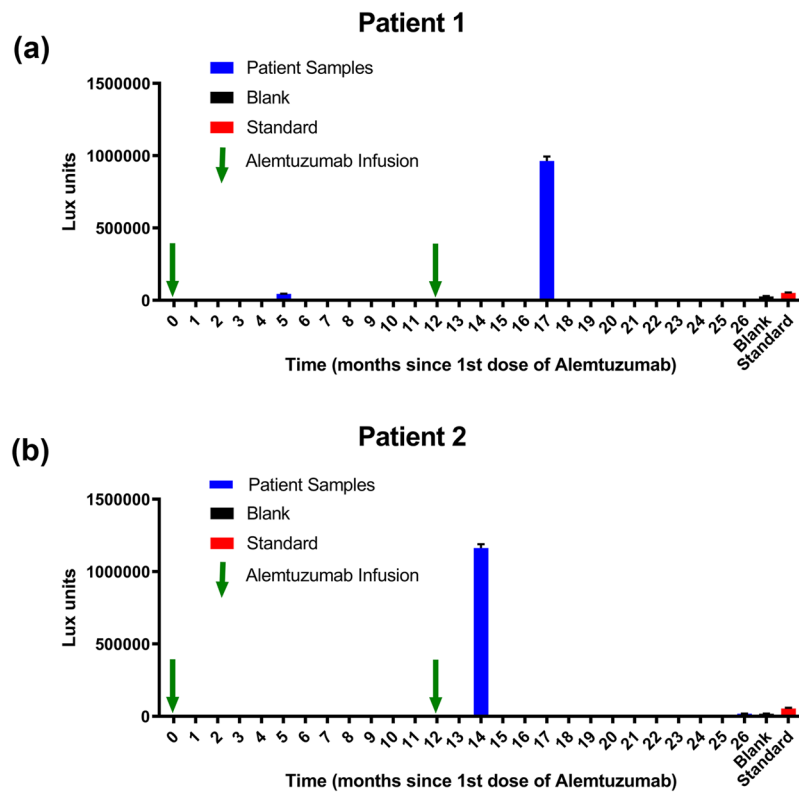 Patient 1
(a)
Patient Samples
Blank
Standard
Alemtuzumab Infusion
1500000
1000000
500000
0
Lux units
0 1 2 3 4 5 6 7 8 9 10 11 12 13 14 15 16 17 18 19 20 21 22 23 24 25 26 Blank Standard
Time (months since 1st dose of Alemtuzumab)
Patient 2
(b)
Patient Samples
Blank
Standard
Alemtuzumab Infusion
1500000
1000000
500000
0
Lux units
0 1 2 3 4 5 6 7 8 9 10 11 12 13 14 15 16 17 18 19 20 21 22 23 24 25 26 Blank Standard
Time (months since 1st dose of Alemtuzumab)